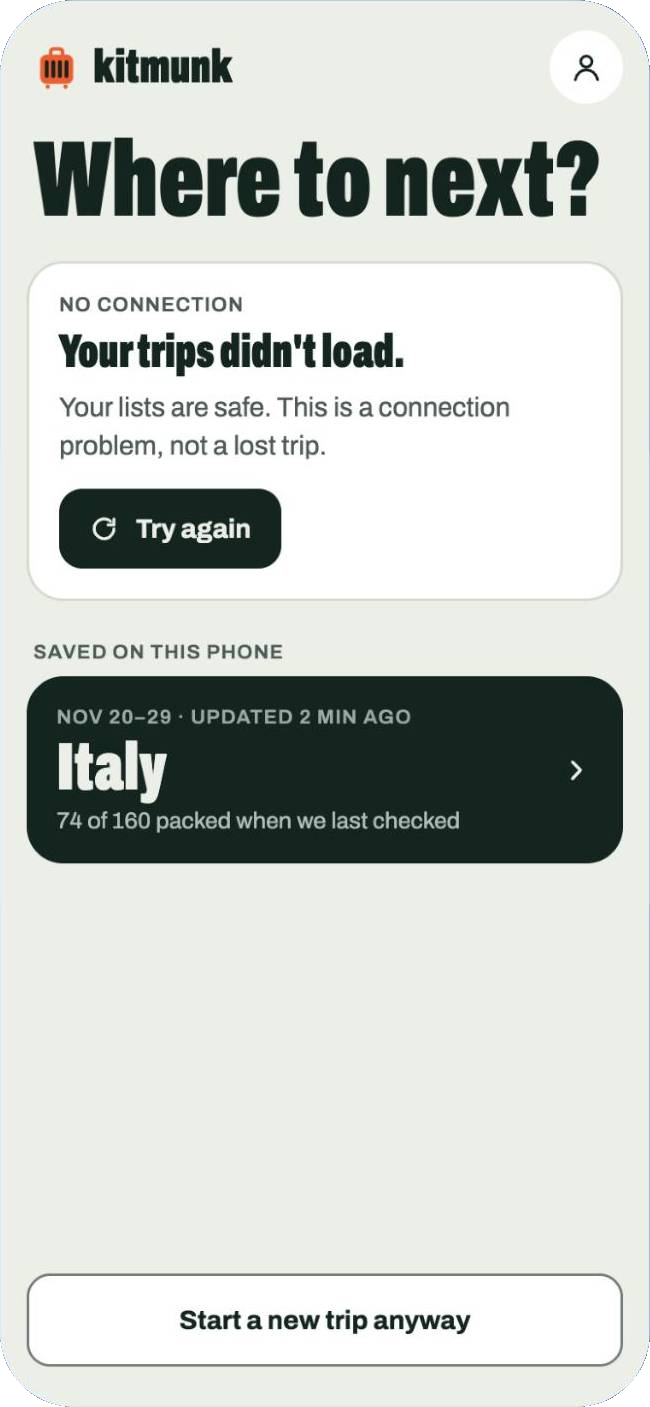 kitmunk
Where to next?
NO CONNECTION
Your trips didn't load.
Your lists are safe. This is a connection
problem, not a lost trip.
Try again
SAVED ON THIS PHONE
NOV 20–29 · UPDATED 2 MIN AGO
Italy
74 of 160 packed when we last checked
Start a new trip anyway